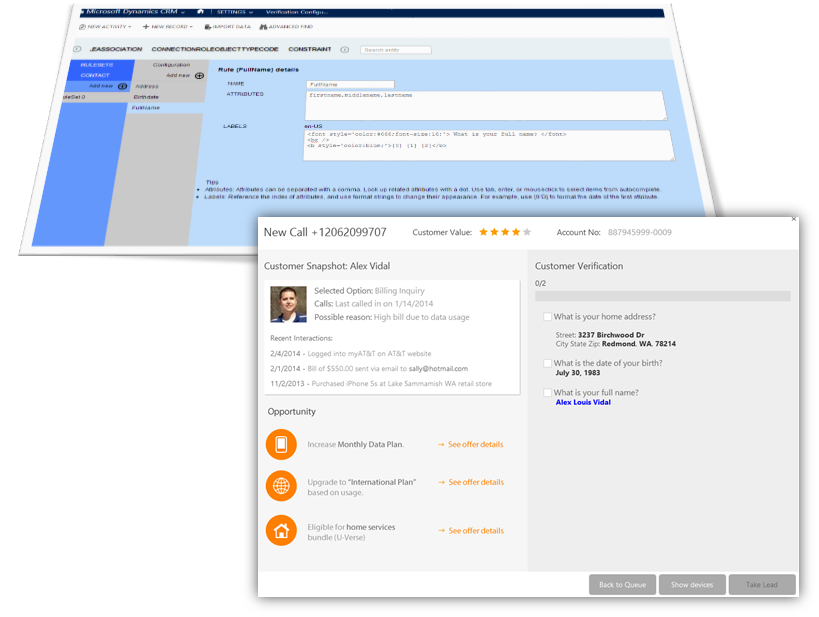 Microsoft Dynamics CRM
SETTINGS
Verification Configu...
NEW ACTIVITY
NEW RECORD
IMPORT DATA
ADVANCED FIND
.EASSOCIATION CONNECTIONROLEOBJECTTYPECODE CONSTRAINT
Search entity
RULESETS
CONTACT
Add new
uleSet 0
Configuration
Add new
Address
Birthdate
FullName
Rule (FullName) details
NAME
FullName
ATTRIBUTES
firstname,middlename,lastname
LABELS
en-US
<font style='color:#666;font-size:16;'> What is your full name? </font>
<br />
<b style='color:blue;'>{0} {1} {2}</b>
Tips
• Attributes: Attributes can be separated with a comma. Look up related attributes with a dot. Use tab, enter, or mouseclick to select items from autocomplete.
• Labels: Reference the index of attributes, and use format strings to change their appearance. For example, use {0:D} to format the date of the first attribute.
New Call +12062099707
Customer Value:
Account No: 887945999-0009
×
Customer Snapshot: Alex Vidal
Selected Option: Billing Inquiry
Calls: Last called in on 1/14/2014
Possible reason: High bill due to data usage
Recent Interactions:
2/4/2014 - Logged into myAT&T on AT&T website
2/1/2014 - Bill of $550.00 sent via email to sally@hotmail.com
11/2/2013 - Purchased iPhone 5s at Lake Sammamish WA retail store
Opportunity
Increase Monthly Data Plan.
→ See offer details
Upgrade to "International Plan"
based on usage.
→ See offer details
Eligible for home services
bundle (U-Verse)
→ See offer details
Customer Verification
0/2
What is your home address?
Street: 3237 Birchwood Dr
City State Zip: Redmond, WA, 78214
What is the date of your birth?
July 30, 1983
What is your full name?
Alex Louis Vidal
Back to Queue
Show devices
Take Lead